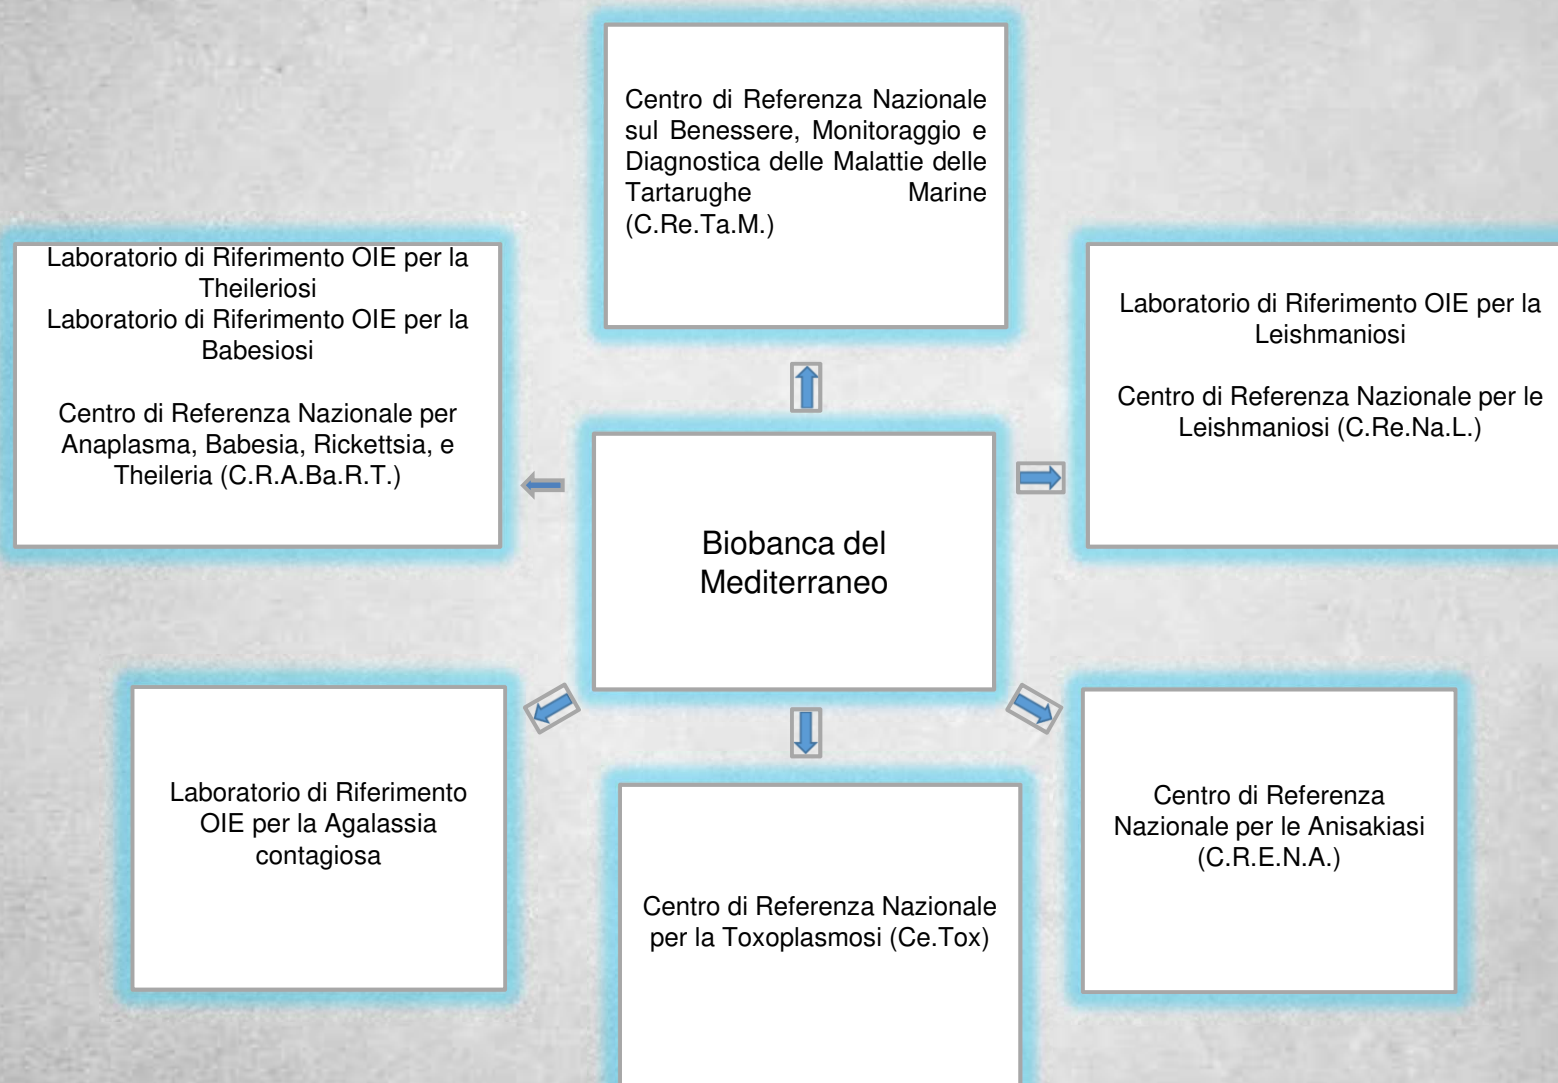 Centro di Referenza Nazionale
sul Benessere, Monitoraggio e
Diagnostica delle Malattie delle
Tartarughe Marine
(C.Re.Ta.M.)
Laboratorio di Riferimento OIE per la
Theileriosi
Laboratorio di Riferimento OIE per la
Babesiosi
Centro di Referenza Nazionale per
Anaplasma, Babesia, Rickettsia, e
Theileria (C.R.A.Ba.R.T.)
Laboratorio di Riferimento OIE per la
Leishmaniosi
Centro di Referenza Nazionale per le
Leishmaniosi (C.Re.Na.L.)
Biobanca del
Mediterraneo
Laboratorio di Riferimento
OIE per la Agalassia
contagiosa
Centro di Referenza Nazionale
per la Toxoplasmosi (Ce.Tox)
Centro di Referenza
Nazionale per le Anisakiasi
(C.R.E.N.A.)